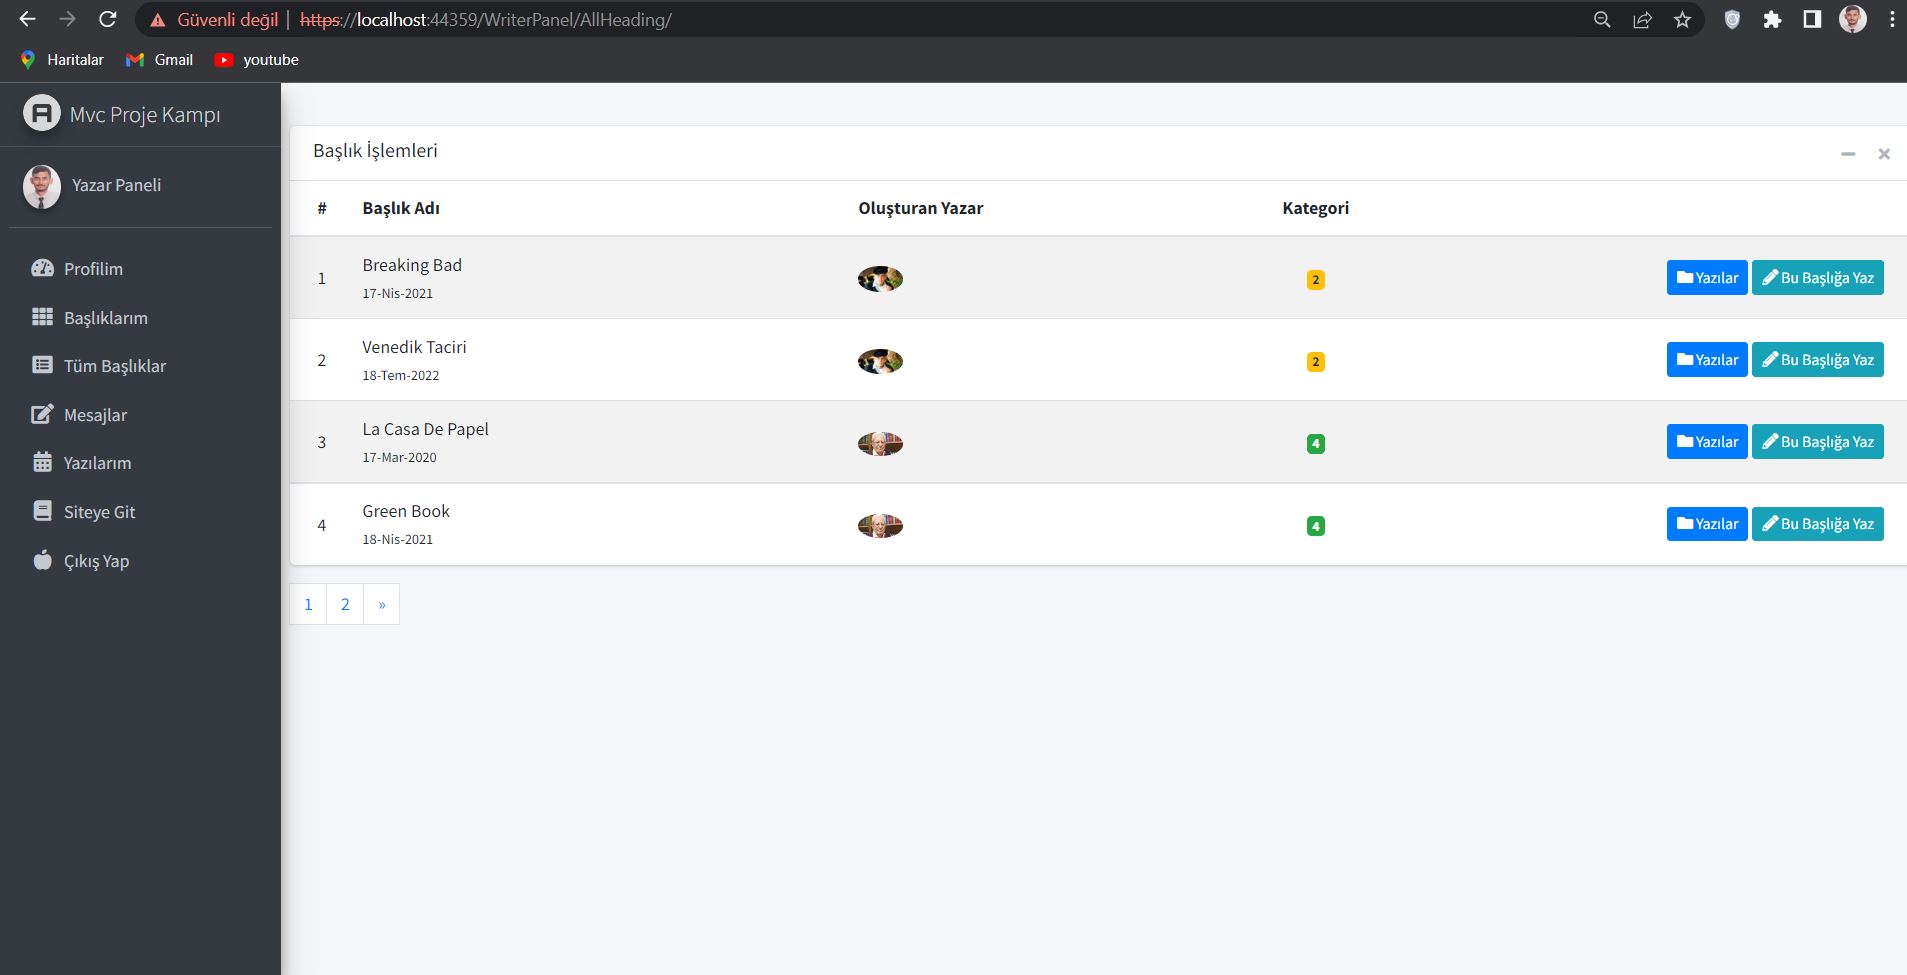 Güvenli değil | https://localhost:44359/WriterPanel/AllHeading/
Haritalar Gmail youtube
Mvc Proje Kampı
Yazar Paneli
Profilim
Başlıklarım
Tüm Başlıklar
Mesajlar
Yazılarım
Siteye Git
Çıkış Yap
Başlık İşlemleri
# Başlık Adı Oluşturan Yazar Kategori
1 Breaking Bad 2 Yazılar Bu Başlığa Yaz
17-Nis-2021
2 Venedik Taciri 2 Yazılar Bu Başlığa Yaz
18-Tem-2022
3 La Casa De Papel 4 Yazılar Bu Başlığa Yaz
17-Mar-2020
4 Green Book 4 Yazılar Bu Başlığa Yaz
18-Nis-2021
1 2 »